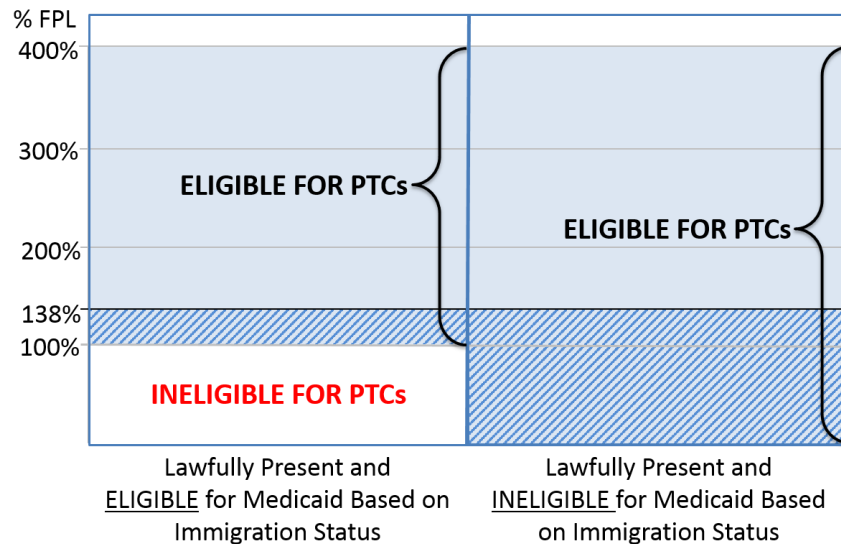 % FPL
400%
300%
ELIGIBLE FOR PTCs
ELIGIBLE FOR PTCs
200%
138%
100%
INELIGIBLE FOR PTCs
Lawfully Present and
ELIGIBLE for Medicaid Based on
Immigration Status
Lawfully Present and
INELIGIBLE for Medicaid Based
on Immigration Status